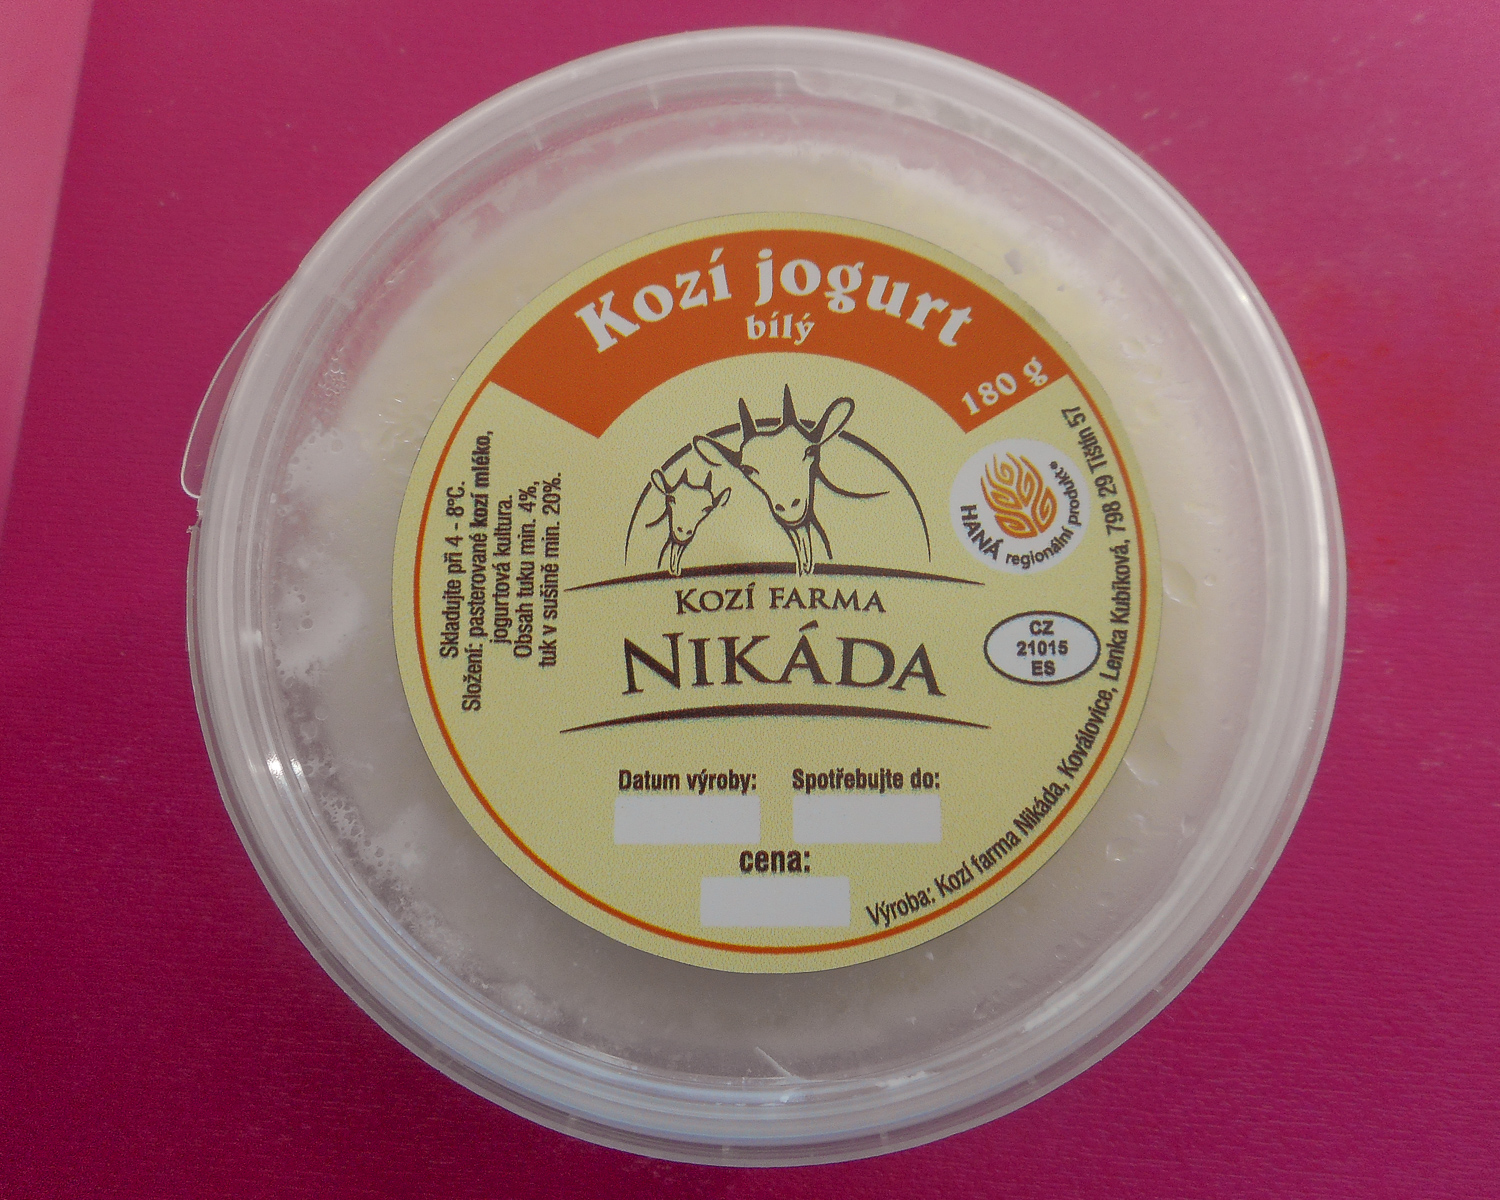 Kozí jogurt
bílý
180 g
Skladujte při 4 - 8°C.
Složení: pasterované kozí mléko,
jogurtová kultura.
Obsah tuku min. 4%,
tuk v sušině min. 20%.
HANÁ regionální produkt®
KOZÍ FARMA
NIKÁDA
CZ
21015
ES
Datum výroby:
Spotřebujte do:
cena:
Výroba: Kozí farma Nikáda, Koválovice, Lenka Kubíková, 798 29 Tištín 57